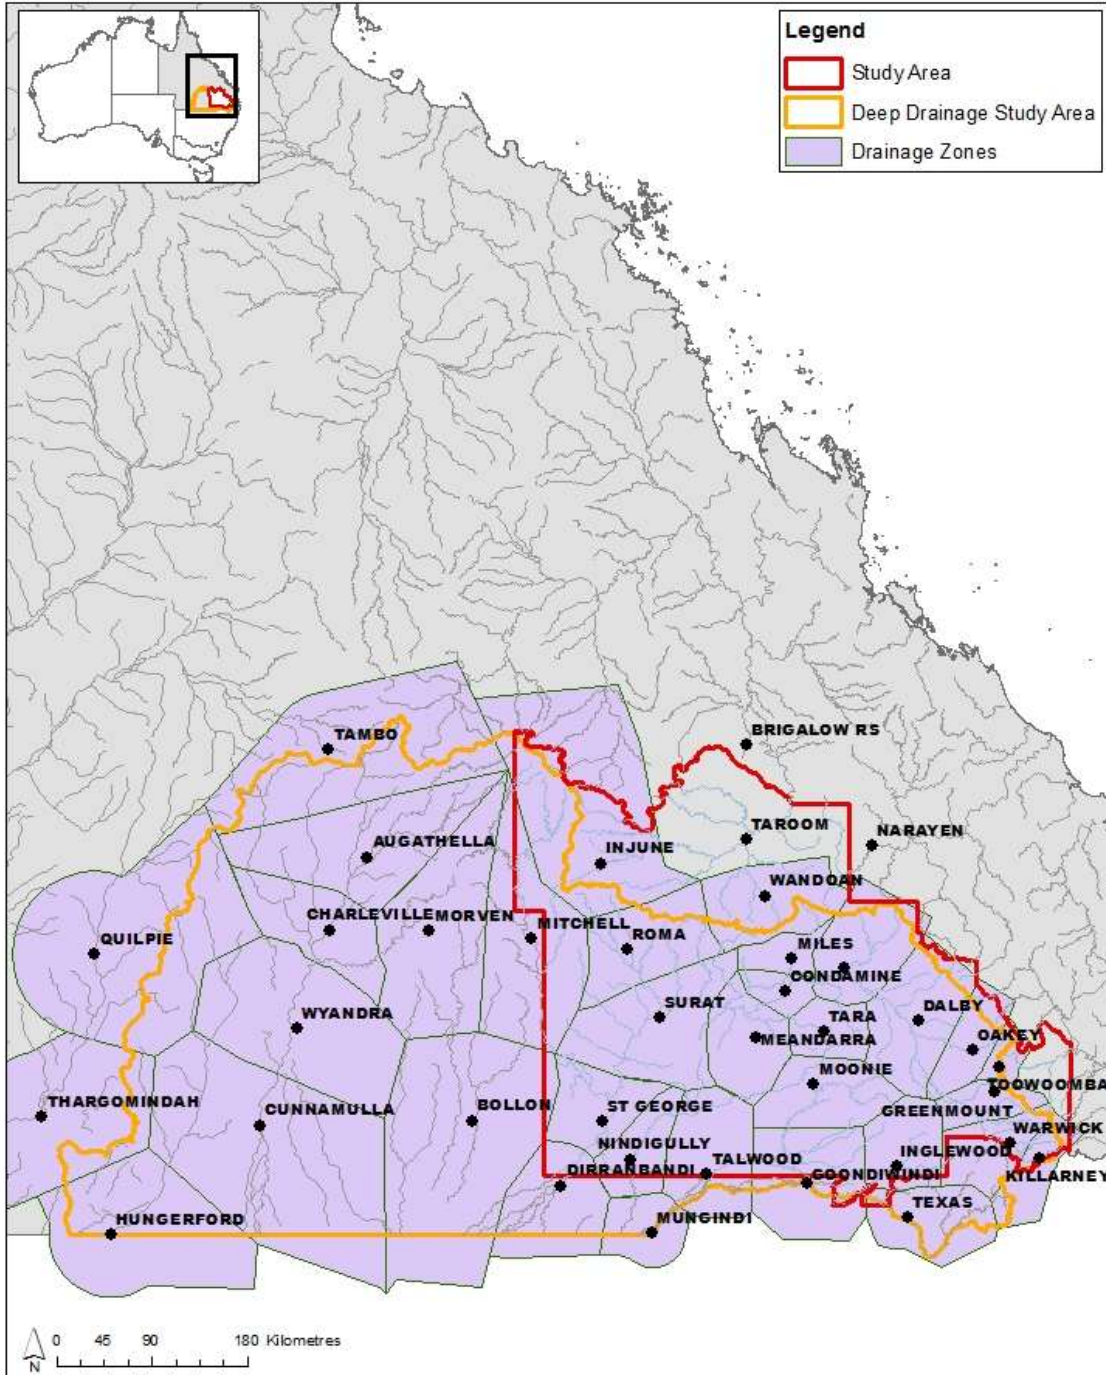 Legend
Study Area
Deep Drainage Study Area
Drainage Zones
BRIGALOW RS
TAMBO
TAROOM
NARAYEN
AUGATHELLA
INJUNE
WANDOAN
CHARLEVILLE
MORVEN
MITCHELL
QUILPIE
ROMA
MILES
CONDAMINE
SURAT
DALBY
WYANDRA
TARA
MEANDARRA
OAKEY
MOONIE
TOOWOOMBA
THARGOMINDAH
CUNNAMULLA
BOLLON
ST GEORGE
GREENMOUNT
WARWICK
NINDIGULLY
INGLEWOOD
DIRRANBANDI
TALWOOD
GOONDIWINDI
KILLARNEY
TEXAS
HUNGERFORD
MUNGINDI
N
0 45 90 180 Kilometres